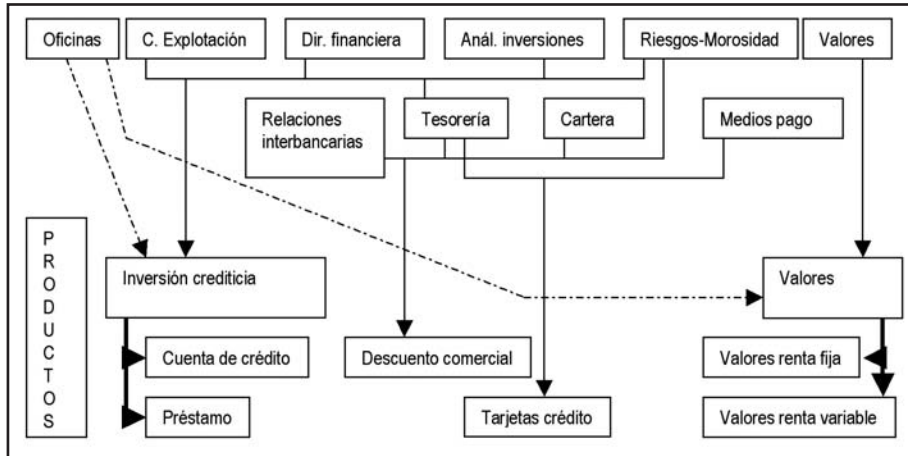 Oficinas
C. Explotación
Dir. financiera
Anál. inversiones
Riesgos-Morosidad
Valores
Relaciones
interbancarias
Tesorería
Cartera
Medios pago
PRODUCTOS
Inversión crediticia
Valores
Cuenta de crédito
Descuento comercial
Valores renta fija
Préstamo
Tarjetas crédito
Valores renta variable